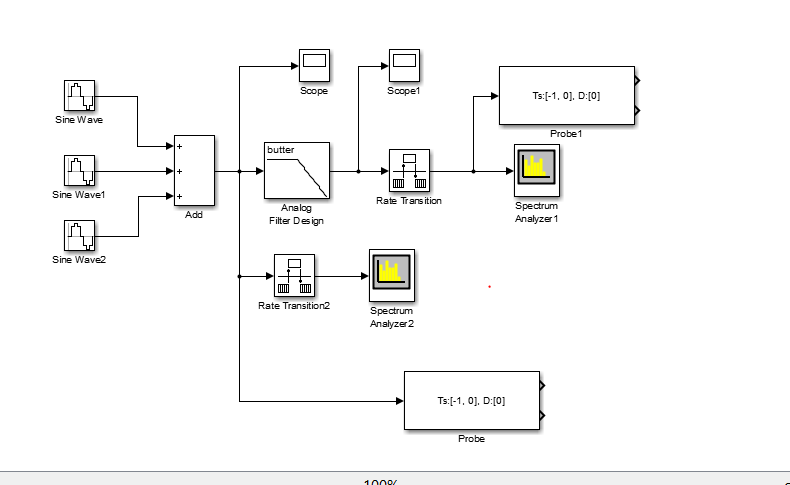 Scope
Scope1
Ts:[-1, 0], D:[0]
Probe1
Sine Wave
+
+
+
Sine Wave1
Add
butter
Analog
Filter Design
Rate Transition
Spectrum
Analyzer1
Sine Wave2
Rate Transition2
Spectrum
Analyzer2
Ts:[-1, 0], D:[0]
Probe
100%